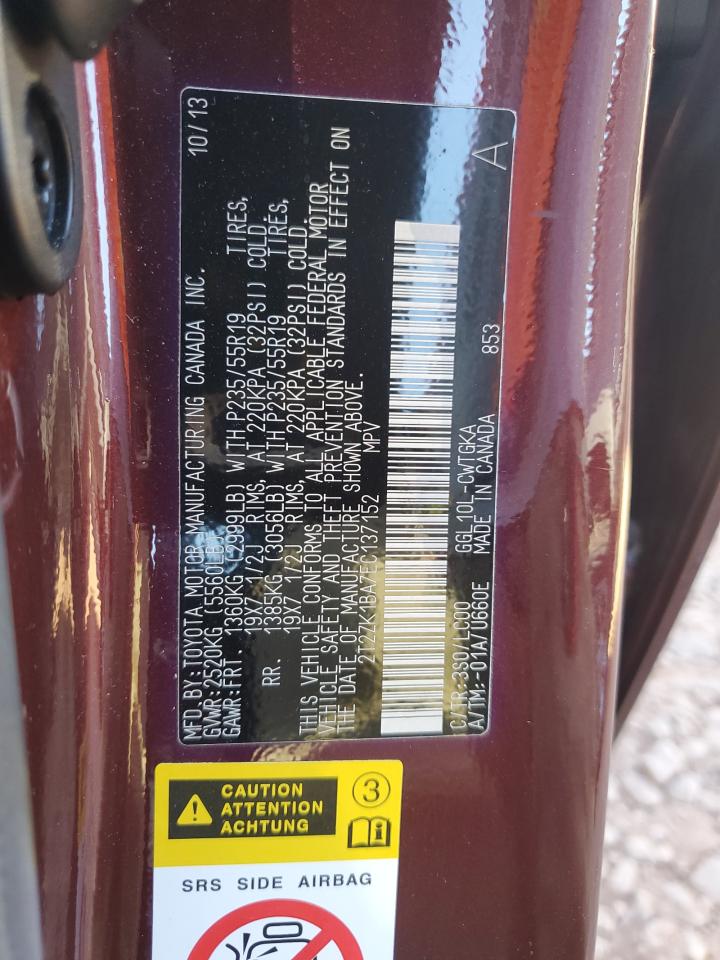 MFD.BY:TOYOTA MOTOR MANUFACTURING CANADA INC. 10/13
GVWR:2520KG (5560LB)
GAWR:FRT. 1360KG (2999LB) WITH P235/55R19 TIRES,
19X7 1/2J RIMS, AT 220KPA (32PSI) COLD.
RR. 1385KG (3056LB) WITH P235/55R19 TIRES,
19X7 1/2J RIMS, AT 220KPA (32PSI) COLD.
THIS VEHICLE CONFORMS TO ALL APPLICABLE FEDERAL MOTOR
VEHICLE SAFETY AND THEFT PREVENTION STANDARDS IN EFFECT ON
THE DATE OF MANUFACTURE SHOWN ABOVE.
2T2ZK1BA7EC137152 MPV
A
C/TR:3S0/LC00 GGL10L-CWTGKA
A/TM:-01A/U660E MADE IN CANADA 853
CAUTION
ATTENTION
ACHTUNG
3
SRS SIDE AIRBAG